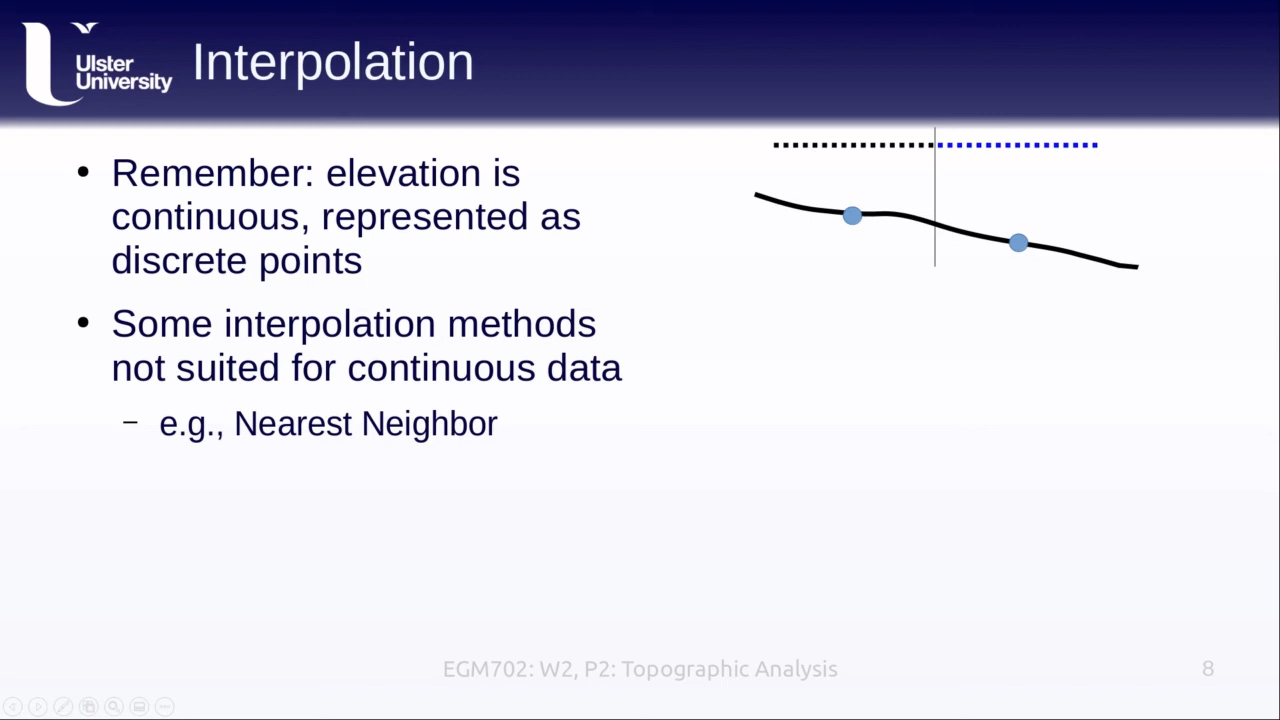 Ulster
University
Interpolation
• Remember: elevation is
continuous, represented as
discrete points
• Some interpolation methods
not suited for continuous data
– e.g., Nearest Neighbor
EGM702: W2, P2: Topographic Analysis
8